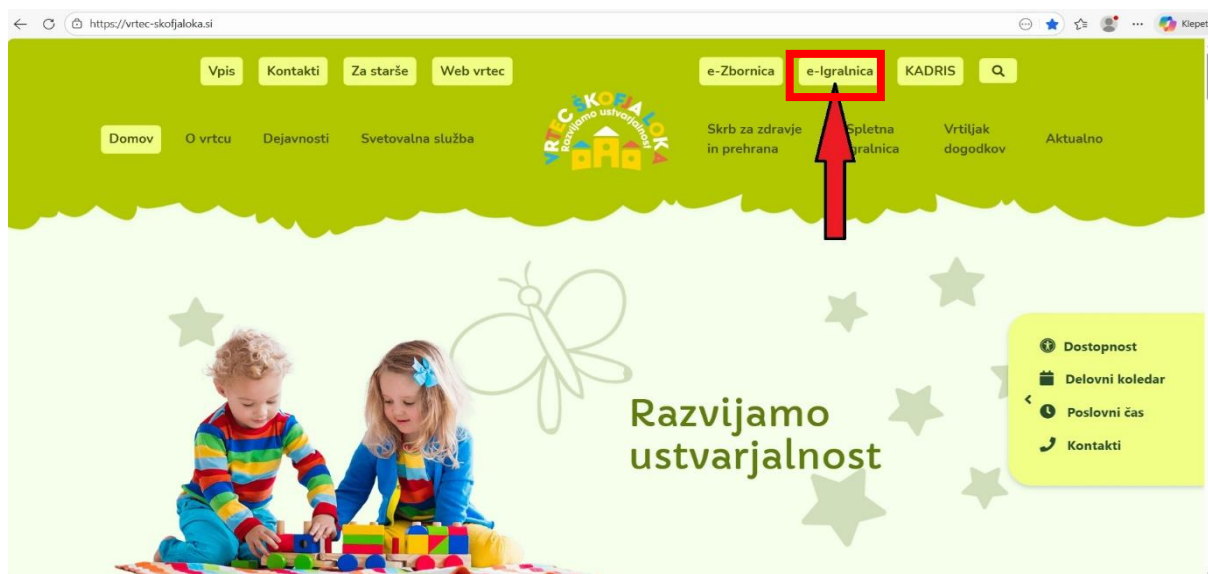 https://vrtec-skofjaloka.si
Klepet
Vpis
Kontakti
Za starše
Web vrtec
e-Zbornica
e-Igralnica
KADRIS
Domov
O vrtcu
Dejavnosti
Svetovalna služba
VRTEC ŠKOFJA LOKA
Razvijamo ustvarjalnost
Skrb za zdravje
in prehrana
Spletna
igralnica
Vrtiljak
dogodkov
Aktualno
Razvijamo
ustvarjalnost
Dostopnost
Delovni koledar
Poslovni čas
Kontakti